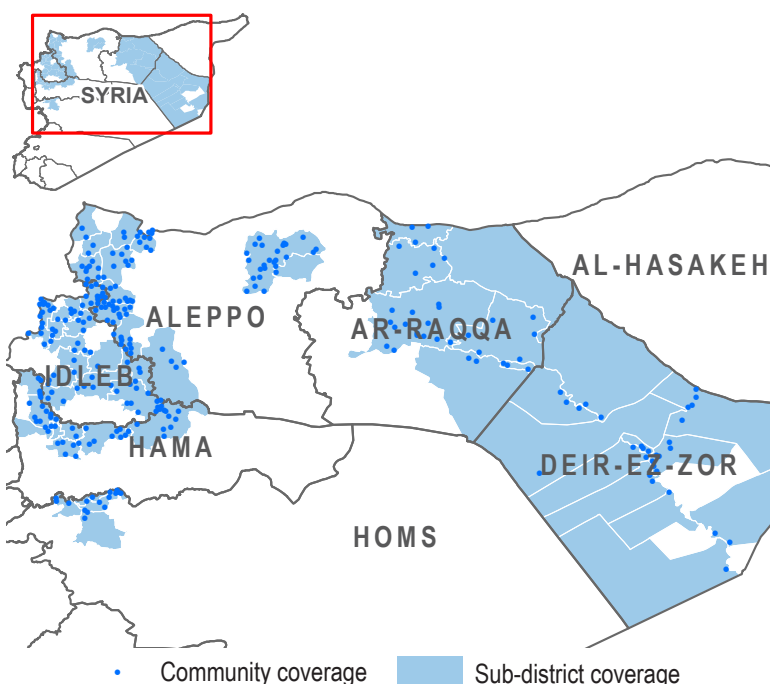 SYRIA
AL-HASAKEH
ALEPPO
AR-RAQQA
IDLEB
HAMA
DEIR-EZ-ZOR
HOMS
Community coverage
Sub-district coverage